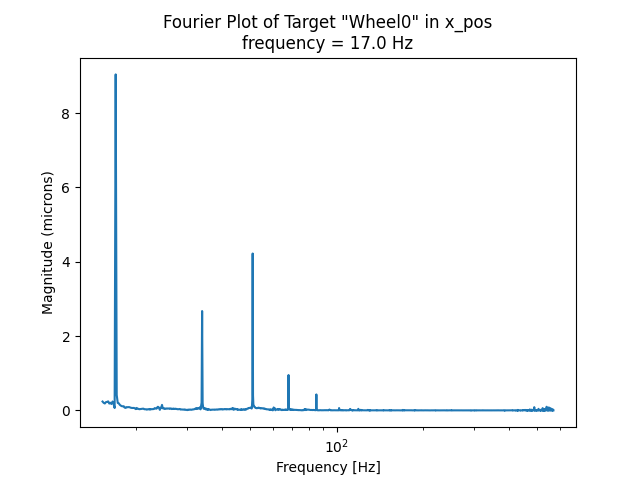 Fourier Plot of Target "Wheel0" in x_pos
frequency = 17.0 Hz
Magnitude (microns)
8
6
4
2
0
10²
Frequency [Hz]